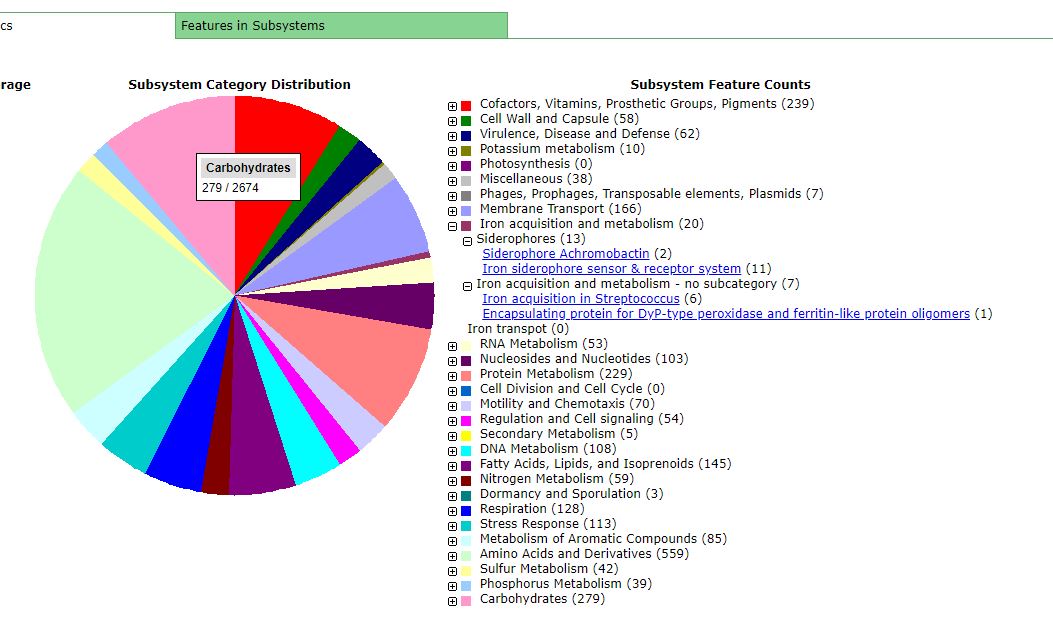 cs
Features in Subsystems
rage
Subsystem Category Distribution
Subsystem Feature Counts
Carbohydrates
279 / 2674
Cofactors, Vitamins, Prosthetic Groups, Pigments (239)
Cell Wall and Capsule (58)
Virulence, Disease and Defense (62)
Potassium metabolism (10)
Photosynthesis (0)
Miscellaneous (38)
Phages, Prophages, Transposable elements, Plasmids (7)
Membrane Transport (166)
Iron acquisition and metabolism (20)
Siderophores (13)
Siderophore Achromobactin (2)
Iron siderophore sensor & receptor system (11)
Iron acquisition and metabolism - no subcategory (7)
Iron acquisition in Streptococcus (6)
Encapsulating protein for DyP-type peroxidase and ferritin-like protein oligomers (1)
Iron transpot (0)
RNA Metabolism (53)
Nucleosides and Nucleotides (103)
Protein Metabolism (229)
Cell Division and Cell Cycle (0)
Motility and Chemotaxis (70)
Regulation and Cell signaling (54)
Secondary Metabolism (5)
DNA Metabolism (108)
Fatty Acids, Lipids, and Isoprenoids (145)
Nitrogen Metabolism (59)
Dormancy and Sporulation (3)
Respiration (128)
Stress Response (113)
Metabolism of Aromatic Compounds (85)
Amino Acids and Derivatives (559)
Sulfur Metabolism (42)
Phosphorus Metabolism (39)
Carbohydrates (279)